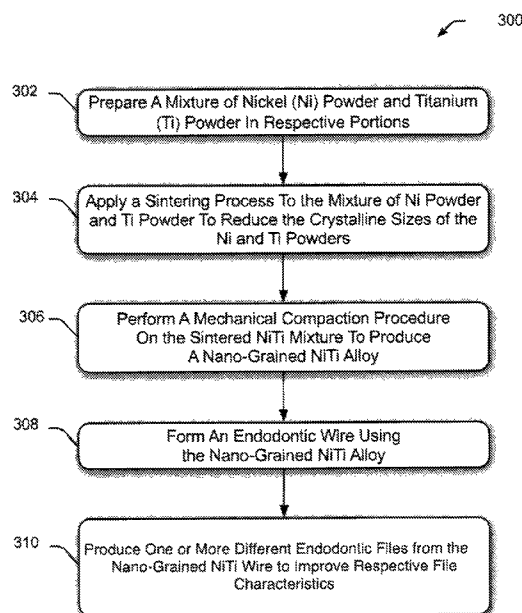 300
302
Prepare A Mixture of Nickel (Ni) Powder and Titanium
(Ti) Powder In Respective Portions
304
Apply a Sintering Process To the Mixture of Ni Powder
and Ti Powder To Reduce the Crystalline Sizes of the
Ni and Ti Powders
306
Perform A Mechanical Compaction Procedure
On the Sintered NiTi Mixture To Produce
A Nano-Grained NiTi Alloy
308
Form An Endodontic Wire Using
the Nano-Grained NiTi Alloy
310
Produce One or More Different Endodontic Files from the
Nano-Grained NiTi Wire to Improve Respective File
Characteristics